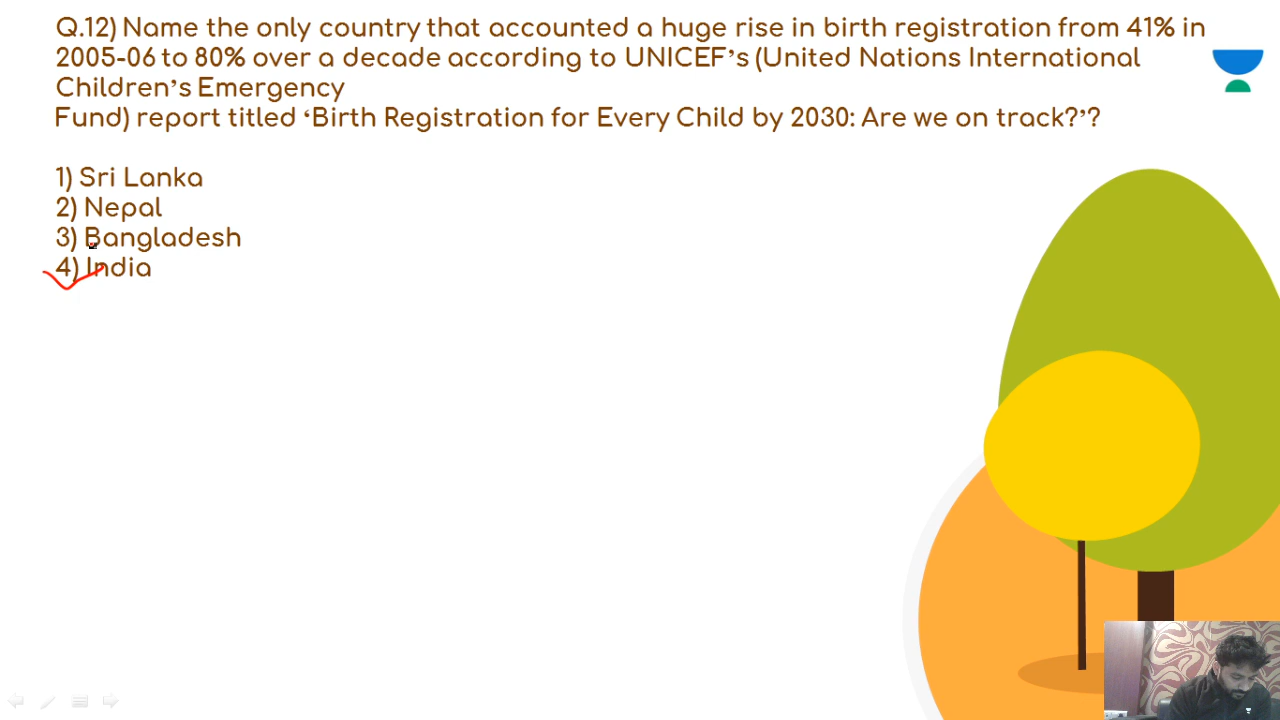 Q.12) Name the only country that accounted a huge rise in birth registration from 41% in
2005-06 to 80% over a decade according to UNICEF’s (United Nations International
Children’s Emergency
Fund) report titled ‘Birth Registration for Every Child by 2030: Are we on track?’?
1) Sri Lanka
2) Nepal
3) Bangladesh
4) India